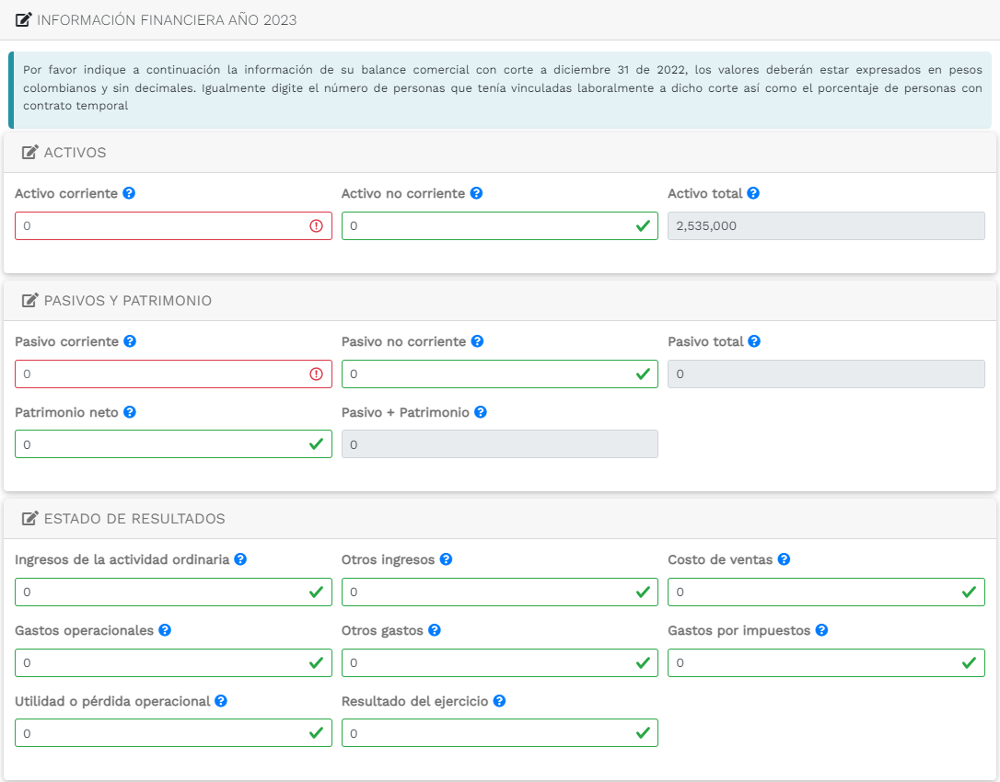 INFORMACIÓN FINANCIERA AÑO 2023
Por favor indique a continuación la información de su balance comercial con corte a diciembre 31 de 2022, los valores deberán estar expresados en pesos
colombianos y sin decimales. Igualmente digite el número de personas que tenía vinculadas laboralmente a dicho corte así como el porcentaje de personas con
contrato temporal
ACTIVOS
Activo corriente Activo no corriente Activo total
0 0 2,535,000
PASIVOS Y PATRIMONIO
Pasivo corriente Pasivo no corriente Pasivo total
0 0 0
Patrimonio neto Pasivo + Patrimonio
0 0
ESTADO DE RESULTADOS
Ingresos de la actividad ordinaria Otros ingresos Costo de ventas
0 0 0
Gastos operacionales Otros gastos Gastos por impuestos
0 0 0
Utilidad o pérdida operacional Resultado del ejercicio
0 0